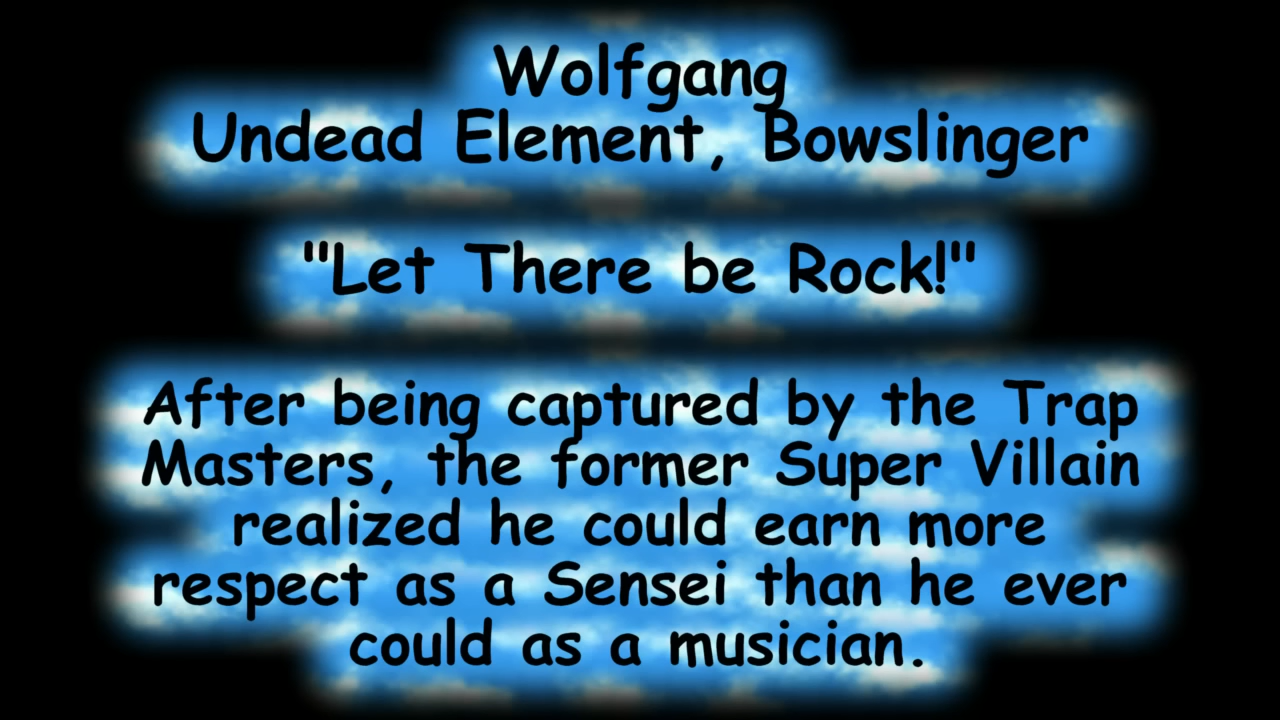 Wolfgang
Undead Element, Bowslinger
"Let There be Rock!"
After being captured by the Trap
Masters, the former Super Villain
realized he could earn more
respect as a Sensei than he ever
could as a musician.